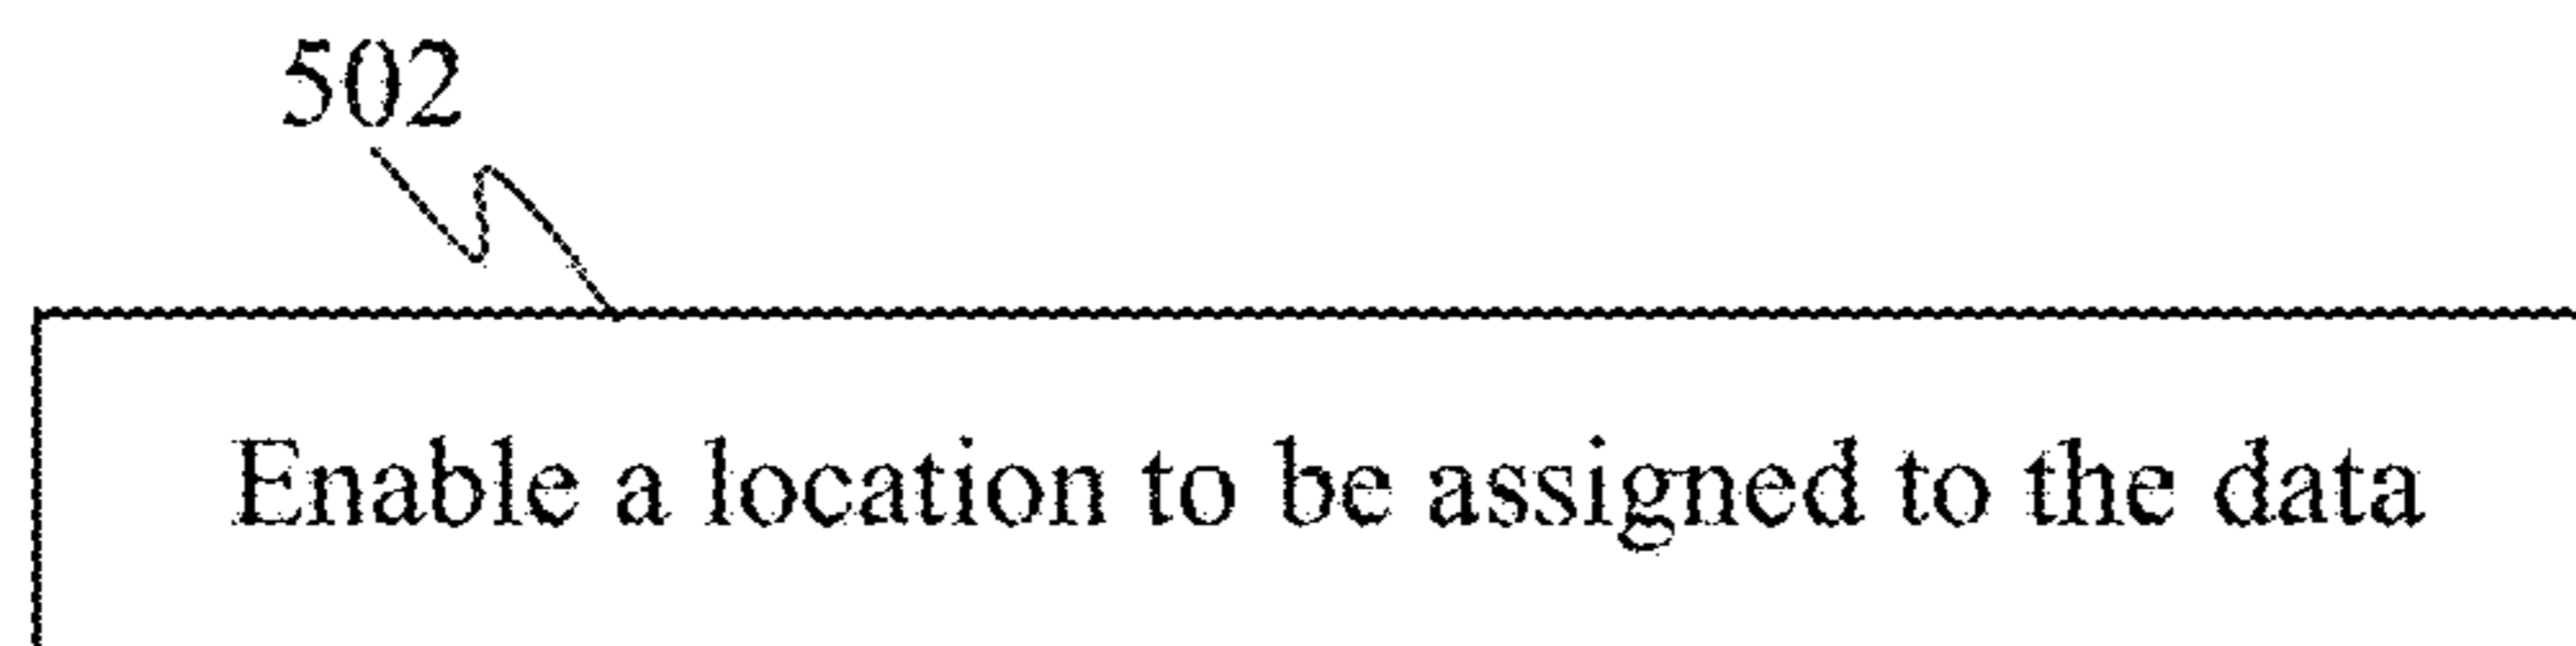 502
Enable a location to be assigned to the data